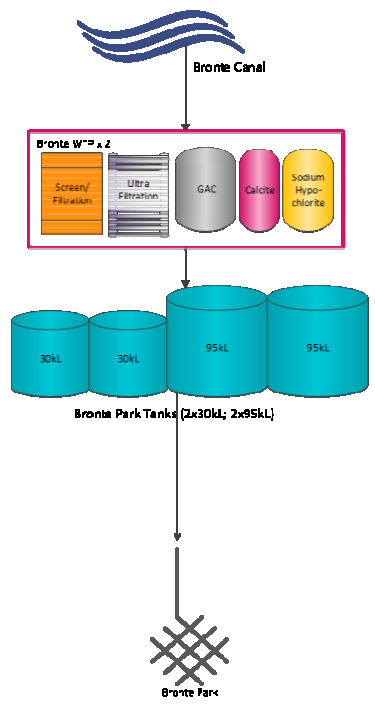 Bronte Canal
Bronte WTP x 2
Screen/
Filtration
Ultra
Filtration
GAC
Calcite
Sodium
Hypo-
chlorite
30kL
30kL
95kL
95kL
Bronte Park Tanks (2x30kL; 2x95kL)
Bronte Park